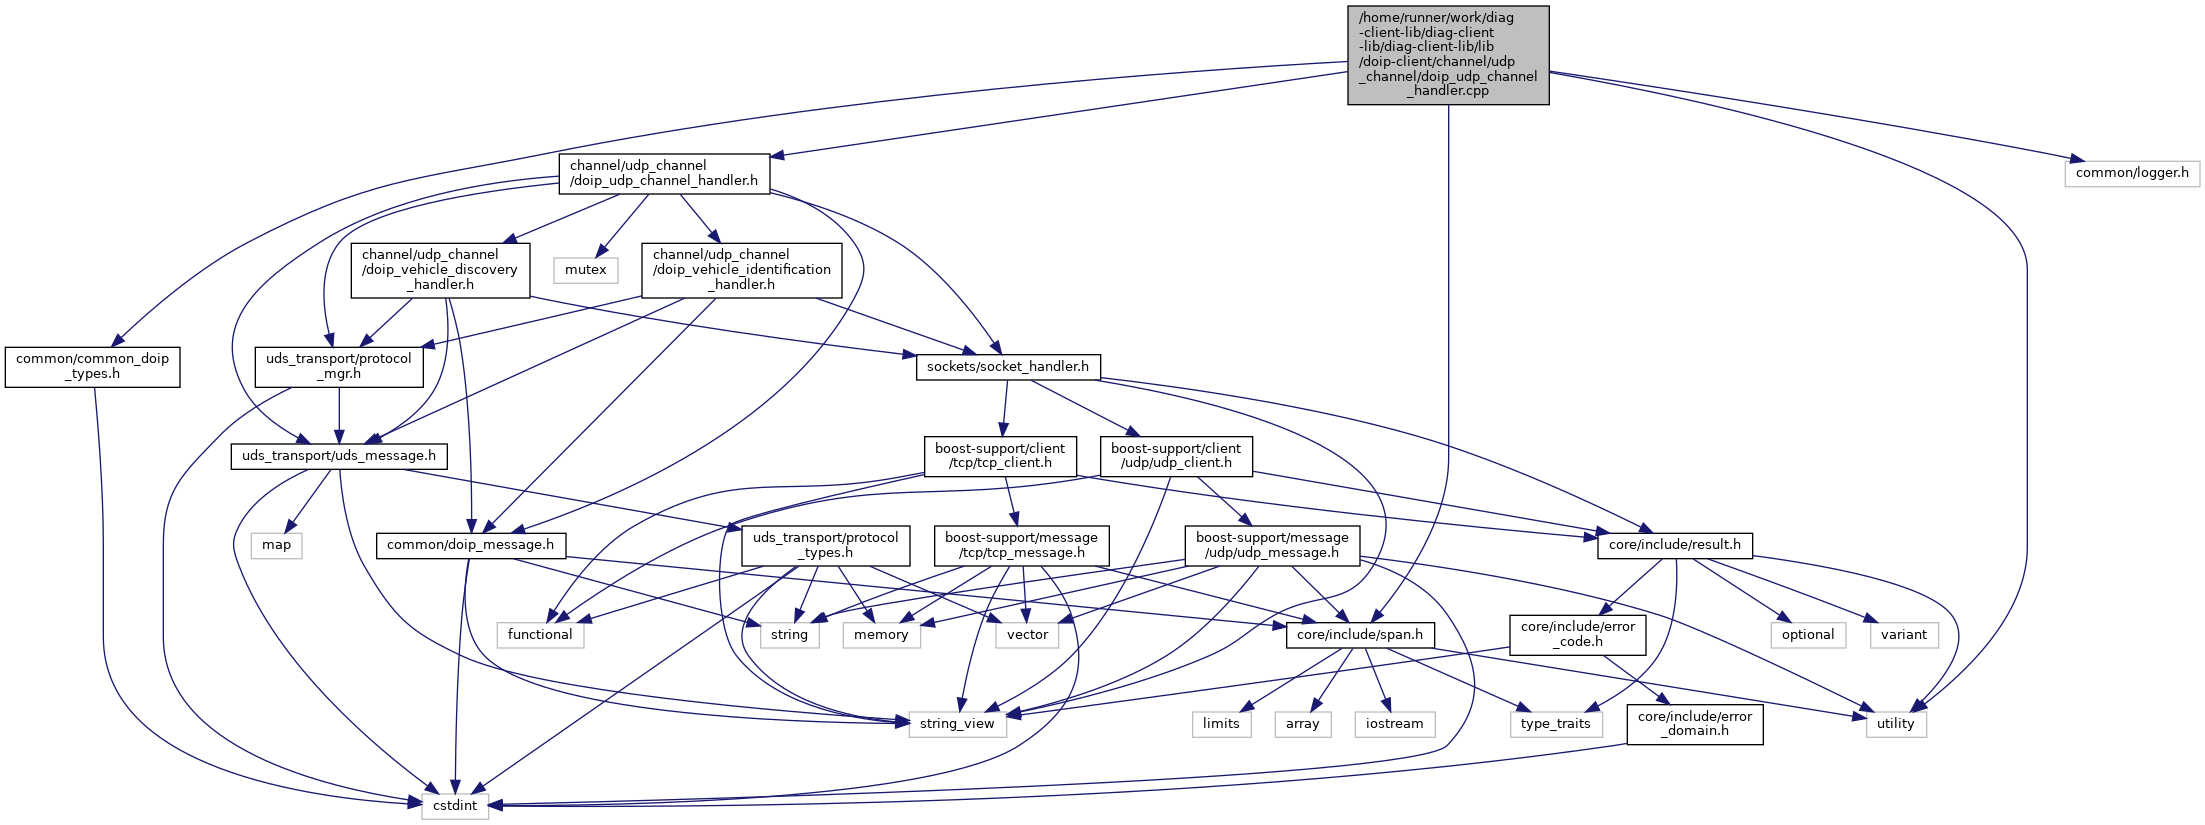 /home/runner/work/diag
-client-lib/diag-client
-lib/diag-client-lib/lib
/doip-client/channel/udp
_channel/doip_udp_channel
_handler.cpp
channel/udp_channel
/doip_udp_channel_handler.h
common/logger.h
channel/udp_channel
/doip_vehicle_discovery
_handler.h
mutex
channel/udp_channel
/doip_vehicle_identification
_handler.h
common/common_doip
_types.h
uds_transport/protocol
_mgr.h
sockets/socket_handler.h
uds_transport/uds_message.h
boost-support/client
/tcp/tcp_client.h
boost-support/client
/udp/udp_client.h
map
common/doip_message.h
uds_transport/protocol
_types.h
boost-support/message
/tcp/tcp_message.h
boost-support/message
/udp/udp_message.h
core/include/result.h
functional
string
memory
vector
core/include/span.h
core/include/error
_code.h
optional
variant
string_view
limits
array
iostream
type_traits
core/include/error
_domain.h
utility
cstdint